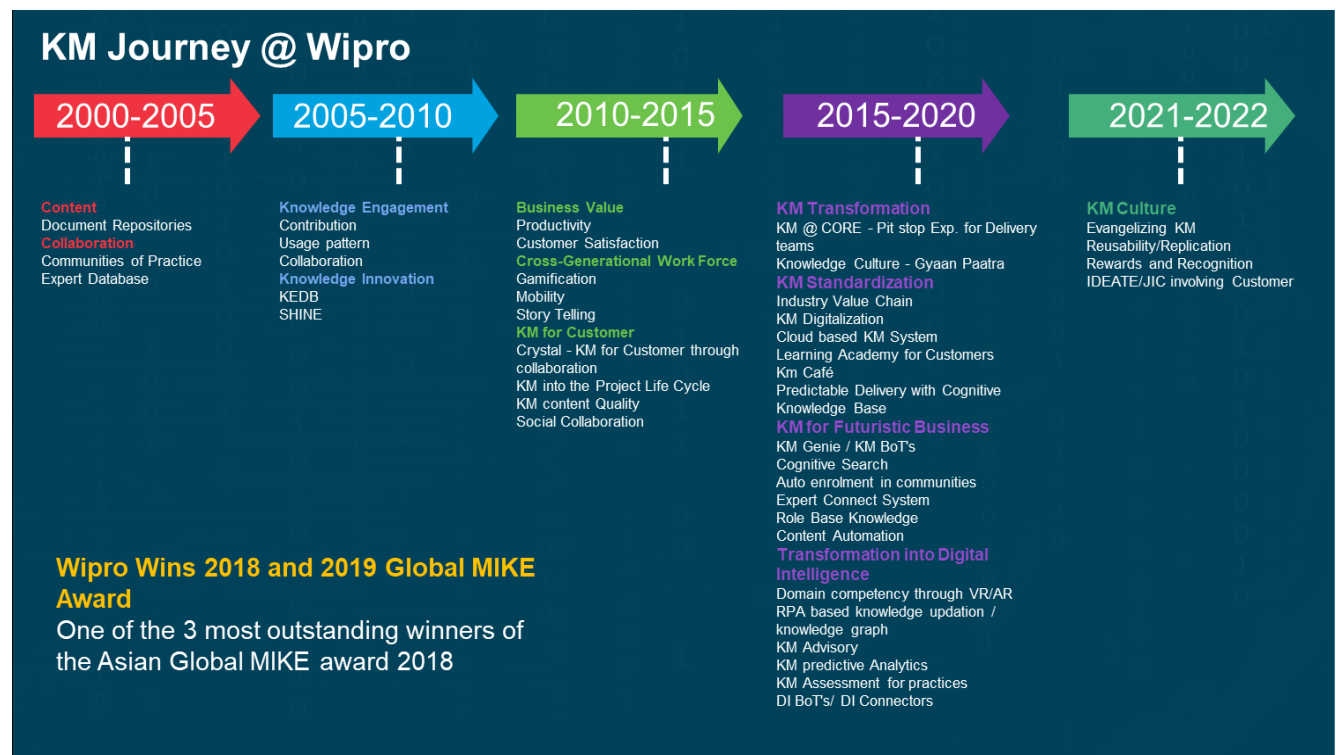 KM Journey @ Wipro
2000-2005
2005-2010
2010-2015
2015-2020
2021-2022
Content
Document Repositories
Collaboration
Communities of Practice
Expert Database
Knowledge Engagement
Contribution
Usage pattern
Collaboration
Knowledge Innovation
KEDB
SHINE
Business Value
Productivity
Customer Satisfaction
Cross-Generational Work Force
Gamification
Mobility
Story Telling
KM for Customer
Crystal - KM for Customer through
collaboration
KM into the Project Life Cycle
KM content Quality
Social Collaboration
KM Transformation
KM @ CORE - Pit stop Exp. for Delivery
teams
Knowledge Culture - Gyaan Paatra
KM Standardization
Industry Value Chain
KM Digitalization
Cloud based KM System
Learning Academy for Customers
Km Café
Predictable Delivery with Cognitive
Knowledge Base
KM for Futuristic Business
KM Genie / KM BoT's
Cognitive Search
Auto enrolment in communities
Expert Connect System
Role Base Knowledge
Content Automation
Transformation into Digital
Intelligence
Domain competency through VR/AR
RPA based knowledge updation /
knowledge graph
KM Advisory
KM predictive Analytics
KM Assessment for practices
DI BoT's/ DI Connectors
KM Culture
Evangelizing KM
Reusability/Replication
Rewards and Recognition
IDEATE/JIC involving Customer
Wipro Wins 2018 and 2019 Global MIKE
Award
One of the 3 most outstanding winners of
the Asian Global MIKE award 2018